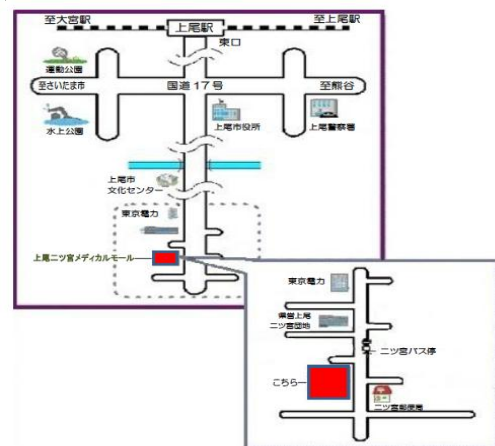 至大宮駅
上尾駅
至上尾駅
東口
運動公園
至さいたま市
国道17号
至熊谷
水上公園
上尾市役所
上尾警察署
上尾市
文化センター
東京電力
上尾二ツ宮メディカルモール
東京電力
県営上尾
二ツ宮団地
二ツ宮バス停
こちら
二ツ宮郵便局